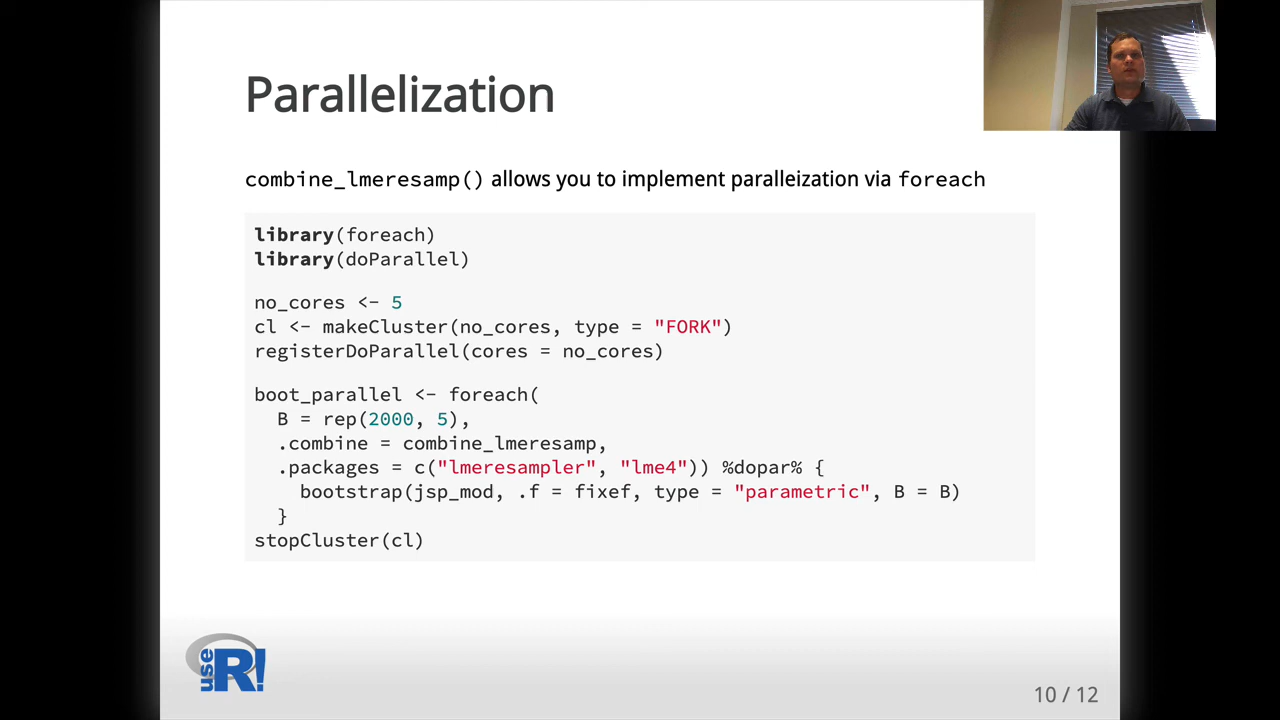 Parallelization
combine_lmeresamp() allows you to implement paralleization via foreach
library(foreach)
library(doParallel)
no_cores <- 5
cl <- makeCluster(no_cores, type = "FORK")
registerDoParallel(cores = no_cores)
boot_parallel <- foreach(
B = rep(2000, 5),
.combine = combine_lmeresamp,
.packages = c("lmeresampler", "lme4")) %dopar% {
bootstrap(jsp_mod, .f = fixef, type = "parametric", B = B)
}
stopCluster(cl)
use R!
10 / 12